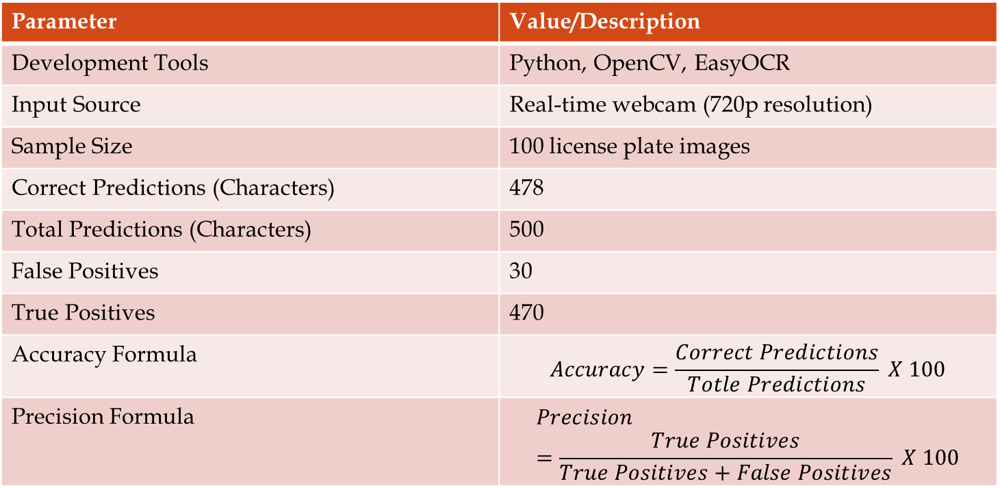 Parameter Value/Description
Development Tools Python, OpenCV, EasyOCR
Input Source Real-time webcam (720p resolution)
Sample Size 100 license plate images
Correct Predictions (Characters) 478
Total Predictions (Characters) 500
False Positives 30
True Positives 470
Accuracy Formula
Accuracy = Correct Predictions / Totle Predictions X 100
Precision Formula
Precision
= True Positives / True Positives + False Positives X 100